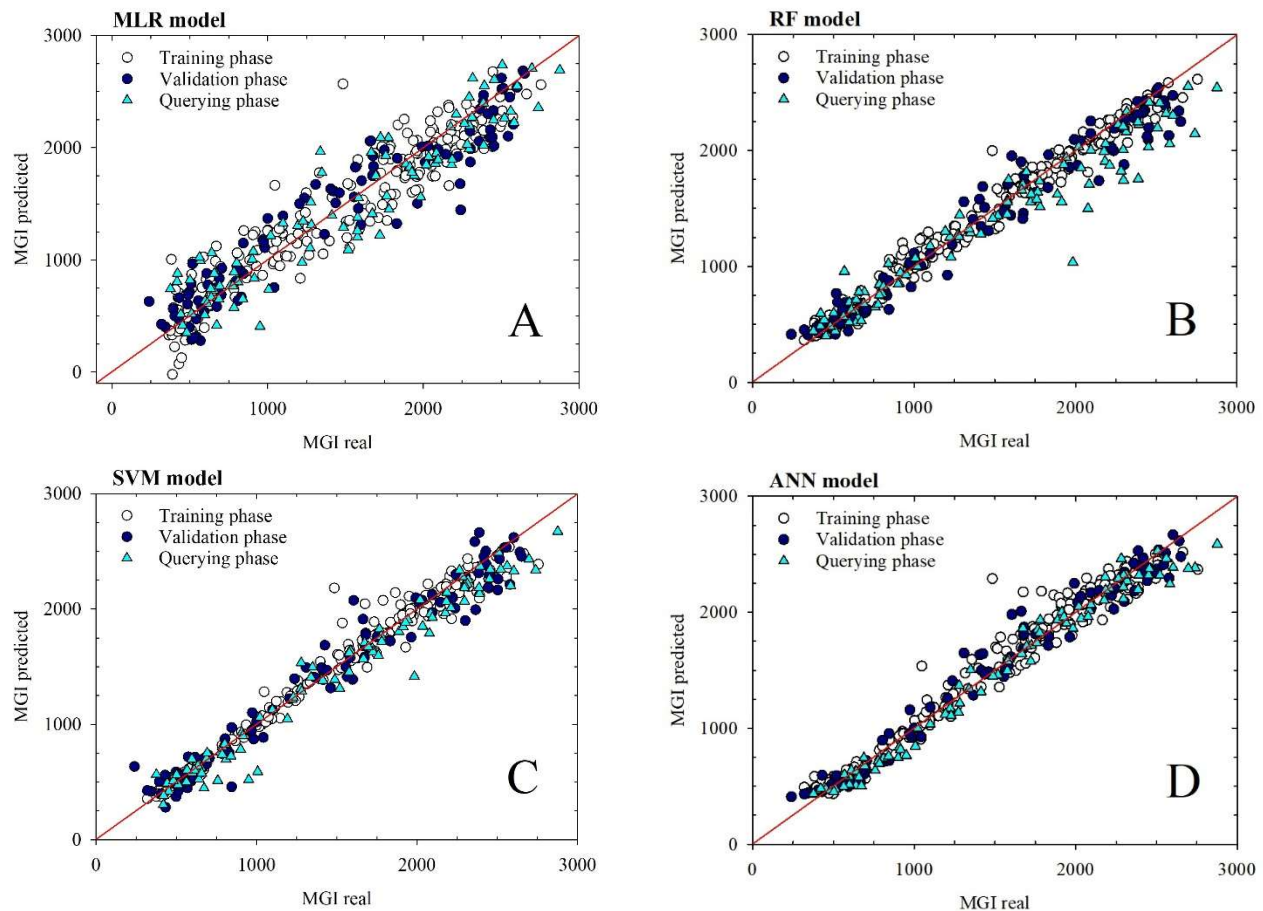 MLR model
3000
Training phase
Validation phase
Querying phase
2000
MGI predicted
1000
A
0
0 1000 2000 3000
MGI real
RF model
3000
Training phase
Validation phase
Querying phase
2000
MGI predicted
1000
B
0
0 1000 2000 3000
MGI real
SVM model
3000
Training phase
Validation phase
Querying phase
2000
MGI predicted
1000
C
0
0 1000 2000 3000
MGI real
ANN model
3000
Training phase
Validation phase
Querying phase
2000
MGI predicted
1000
D
0
0 1000 2000 3000
MGI real